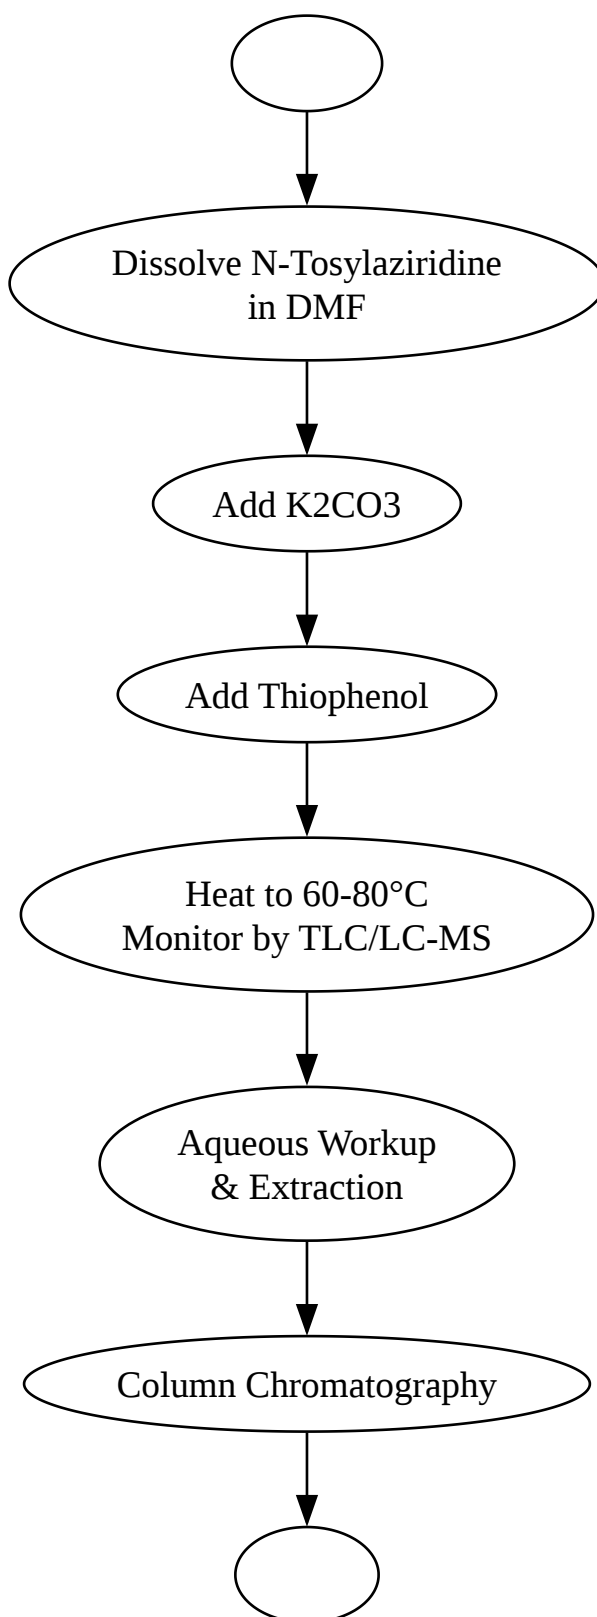 Dissolve N-Tosylaziridine
in DMF
Add K2CO3
Add Thiophenol
Heat to 60-80°C
Monitor by TLC/LC-MS
Aqueous Workup
& Extraction
Column Chromatography